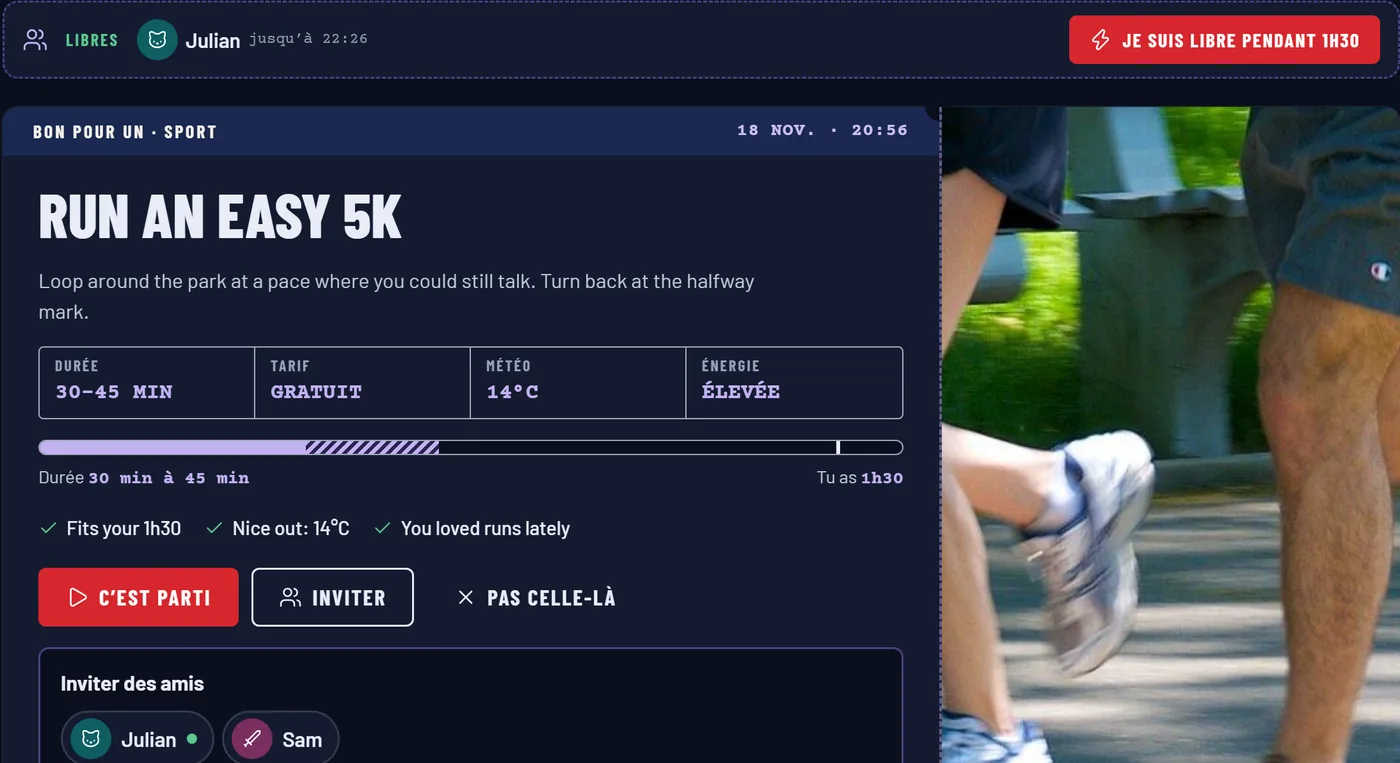 LIBRES Julian jusqu’à 22:26 JE SUIS LIBRE PENDANT 1H30
BON POUR UN · SPORT 18 NOV. · 20:56
RUN AN EASY 5K
Loop around the park at a pace where you could still talk. Turn back at the halfway
mark.
DURÉE TARIF MÉTÉO ÉNERGIE
30–45 MIN GRATUIT 14°C ÉLEVÉE
Durée 30 min à 45 min Tu as 1h30
Fits your 1h30 Nice out: 14°C You loved runs lately
C’EST PARTI INVITER PAS CELLE-LÀ
Inviter des amis
Julian Sam